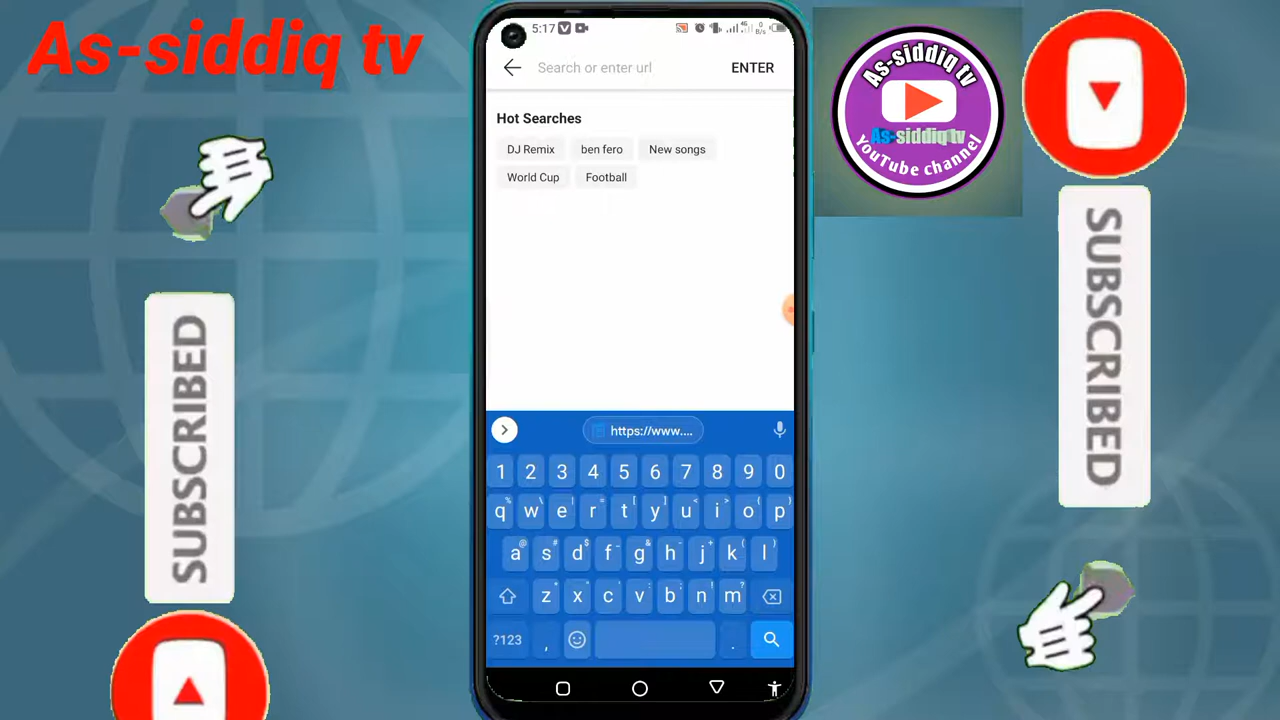 As-siddiq tv
5:17
Search or enter url
ENTER
Hot Searches
DJ Remix
ben fero
New songs
World Cup
Football
https://www....
1 2 3 4 5 6 7 8 9 0
q w e r t y u i o p
a s d f g h j k l
z x c v b n m
?123 , .
As-siddiq tv
As-siddiq tv
YouTube channel
SUBSCRIBED
SUBSCRIBED